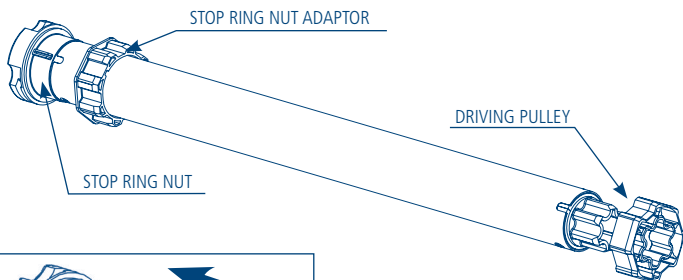 STOP RING NUT ADAPTOR
DRIVING PULLEY
STOP RING NUT